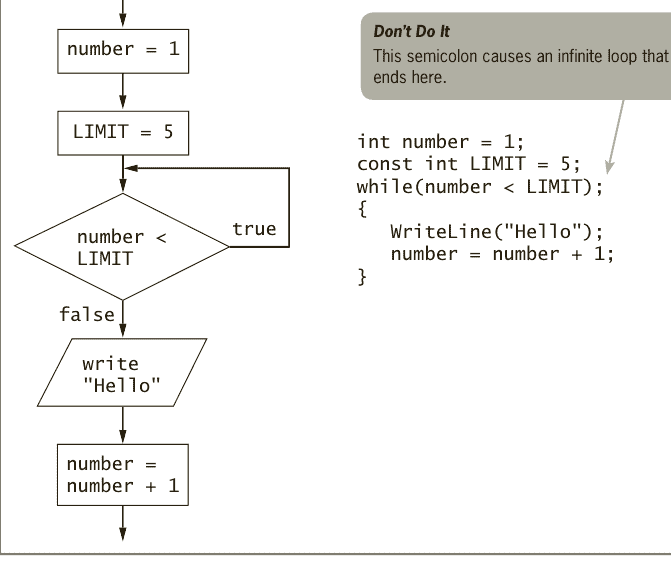 number = 1
LIMIT = 5
number <
LIMIT
true
false
write
"Hello"
number =
number + 1
Don't Do It
This semicolon causes an infinite loop that
ends here.
int number = 1;
const int LIMIT = 5;
while(number < LIMIT);
{
   WriteLine("Hello");
   number = number + 1;
}